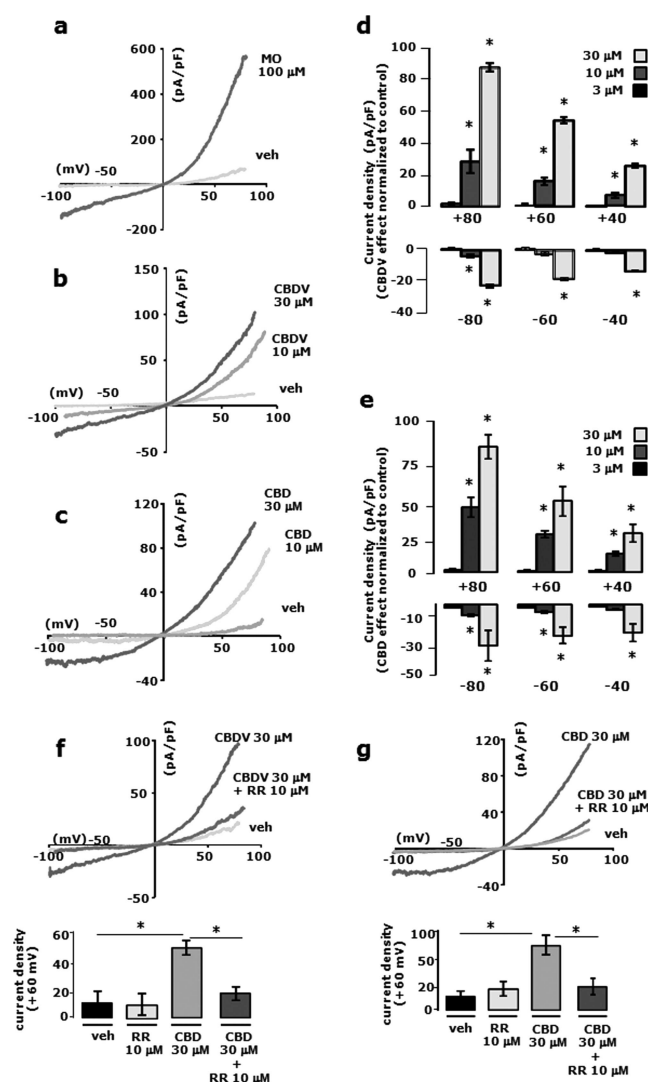 a
600
400
200
-200
(pA/pF)
MO
100 µM
veh
(mV)
-50
-100
50
100
b
150
100
50
-50
(pA/pF)
CBDV
30 µM
CBDV
10 µM
veh
(mV)
-50
-100
50
100
c
120
80
40
-40
(pA/pF)
CBD
30 µM
CBD
10 µM
veh
(mV)
-50
-100
50
100
d
Current density (pA/pF)
(CBDV effect normalized to control)
100
80
60
40
20
0
0
-20
-40
30 µM
10 µM
3 µM
*
*
*
*
*
*
+80
+60
+40
*
*
*
*
-80
-60
-40
e
Current density (pA/pF)
(CBD effect normalized to control)
100
75
50
25
0
-10
-30
-50
30 µM
10 µM
3 µM
*
*
*
*
*
*
+80
+60
+40
*
*
*
*
*
-80
-60
-40
f
100
50
-50
(pA/pF)
CBDV 30 µM
CBDV 30 µM
+ RR 10 µM
veh
(mV)
-50
-100
50
100
current density
(+60 mV)
60
40
20
0
*
*
veh
RR
10 µM
CBD
30 µM
CBD
30 µM
+
RR 10 µM
g
120
80
40
-40
(pA/pF)
CBD 30 µM
CBD 30 µM
+ RR 10 µM
veh
(mV)
-50
-100
50
100
current density
(+60 mV)
100
60
20
0
*
*
veh
RR
10 µM
CBD
30 µM
CBD
30 µM
+
RR 10 µM